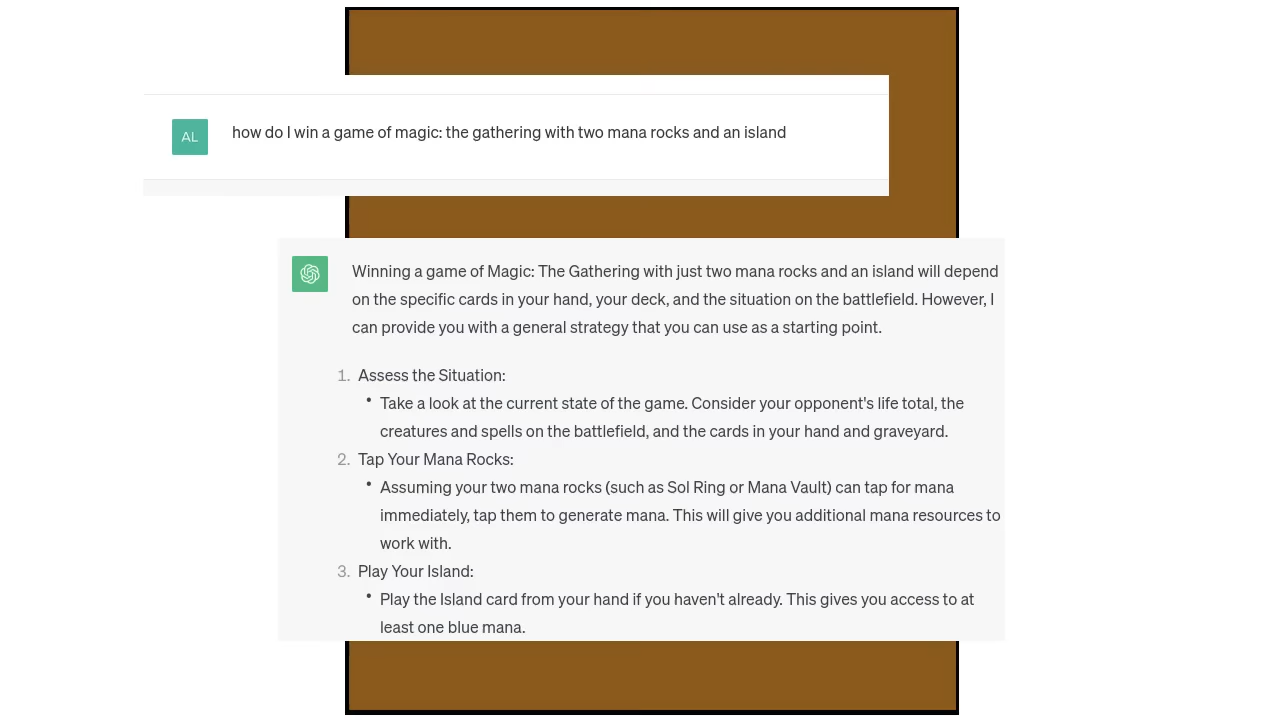 AL
how do I win a game of magic: the gathering with two mana rocks and an island
Winning a game of Magic: The Gathering with just two mana rocks and an island will depend
on the specific cards in your hand, your deck, and the situation on the battlefield. However, I
can provide you with a general strategy that you can use as a starting point.
1. Assess the Situation:
• Take a look at the current state of the game. Consider your opponent's life total, the
creatures and spells on the battlefield, and the cards in your hand and graveyard.
2. Tap Your Mana Rocks:
• Assuming your two mana rocks (such as Sol Ring or Mana Vault) can tap for mana
immediately, tap them to generate mana. This will give you additional mana resources to
work with.
3. Play Your Island:
• Play the Island card from your hand if you haven't already. This gives you access to at
least one blue mana.